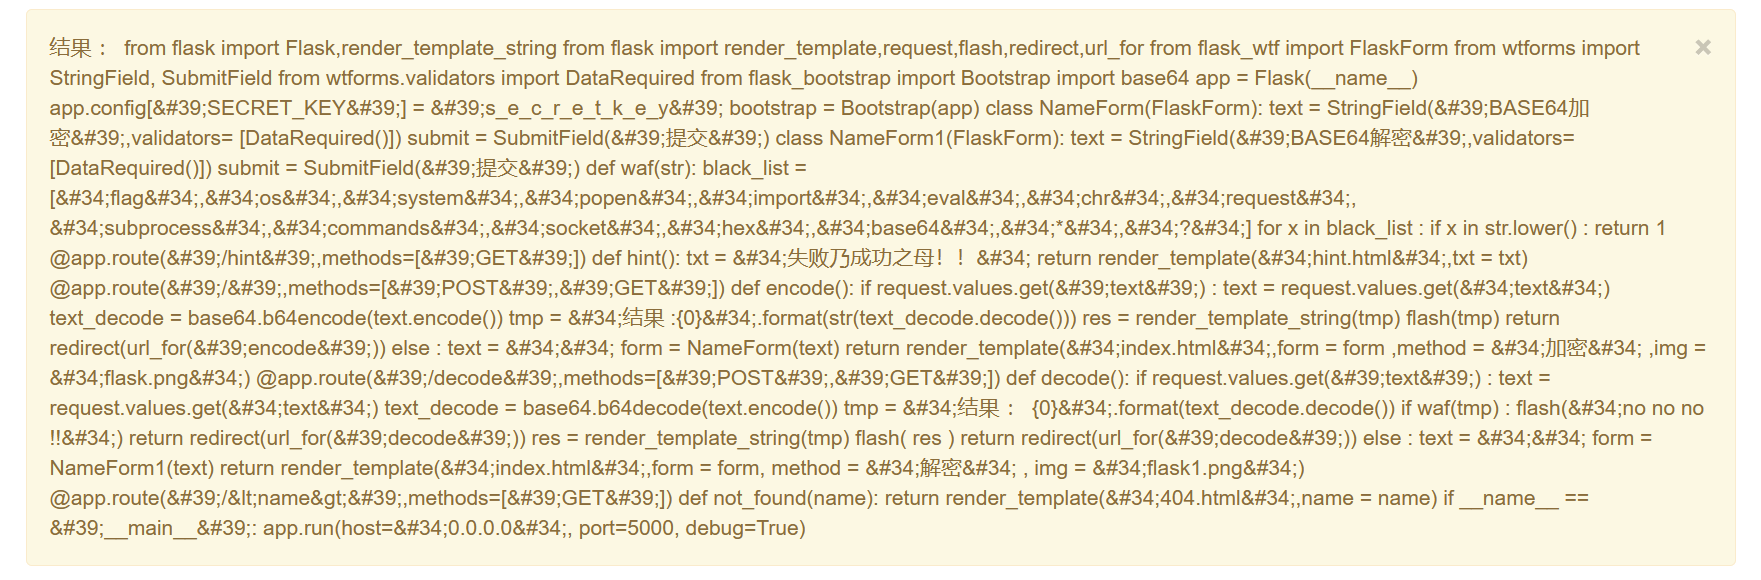 结果： from flask import Flask,render_template_string from flask import render_template,request,flash,redirect,url_for from flask_wtf import FlaskForm from wtforms import
StringField, SubmitField from wtforms.validators import DataRequired from flask_bootstrap import Bootstrap import base64 app = Flask(__name__)
app.config[&#39;SECRET_KEY&#39;] = &#39;s_e_c_r_e_t_k_e_y&#39; bootstrap = Bootstrap(app) class NameForm(FlaskForm): text = StringField(&#39;BASE64加
密&#39;,validators= [DataRequired()]) submit = SubmitField(&#39;提交&#39;) class NameForm1(FlaskForm): text = StringField(&#39;BASE64解密&#39;,validators=
[DataRequired()]) submit = SubmitField(&#39;提交&#39;) def waf(str): black_list =
[&#34;flag&#34;,&#34;os&#34;,&#34;system&#34;,&#34;popen&#34;,&#34;import&#34;,&#34;eval&#34;,&#34;chr&#34;,&#34;request&#34;,
&#34;subprocess&#34;,&#34;commands&#34;,&#34;socket&#34;,&#34;hex&#34;,&#34;base64&#34;,&#34;*&#34;,&#34;?&#34;] for x in black_list : if x in str.lower() : return 1
@app.route(&#39;/hint&#39;,methods=[&#39;GET&#39;]) def hint(): txt = &#34;失败乃成功之母！！&#34; return render_template(&#34;hint.html&#34;,txt = txt)
@app.route(&#39;/&#39;,methods=[&#39;POST&#39;,&#39;GET&#39;]) def encode(): if request.values.get(&#39;text&#39;) : text = request.values.get(&#34;text&#34;)
text_decode = base64.b64encode(text.encode()) tmp = &#34;结果 :{0}&#34;.format(str(text_decode.decode())) res = render_template_string(tmp) flash(tmp) return
redirect(url_for(&#39;encode&#39;)) else : text = &#34;&#34; form = NameForm(text) return render_template(&#34;index.html&#34;,form = form ,method = &#34;加密&#34; ,img =
&#34;flask.png&#34;) @app.route(&#39;/decode&#39;,methods=[&#39;POST&#39;,&#39;GET&#39;]) def decode(): if request.values.get(&#39;text&#39;) : text =
request.values.get(&#34;text&#34;) text_decode = base64.b64decode(text.encode()) tmp = &#34;结果： {0}&#34;.format(text_decode.decode()) if waf(tmp) : flash(&#34;no no no
!!&#34;) return redirect(url_for(&#39;decode&#39;)) res = render_template_string(tmp) flash( res ) return redirect(url_for(&#39;decode&#39;)) else : text = &#34;&#34; form =
NameForm1(text) return render_template(&#34;index.html&#34;,form = form, method = &#34;解密&#34; , img = &#34;flask1.png&#34;)
@app.route(&#39;/&lt;name&gt;&#39;,methods=[&#39;GET&#39;]) def not_found(name): return render_template(&#34;404.html&#34;,name = name) if __name__ ==
&#39;__main__&#39;: app.run(host=&#34;0.0.0.0&#34;, port=5000, debug=True)